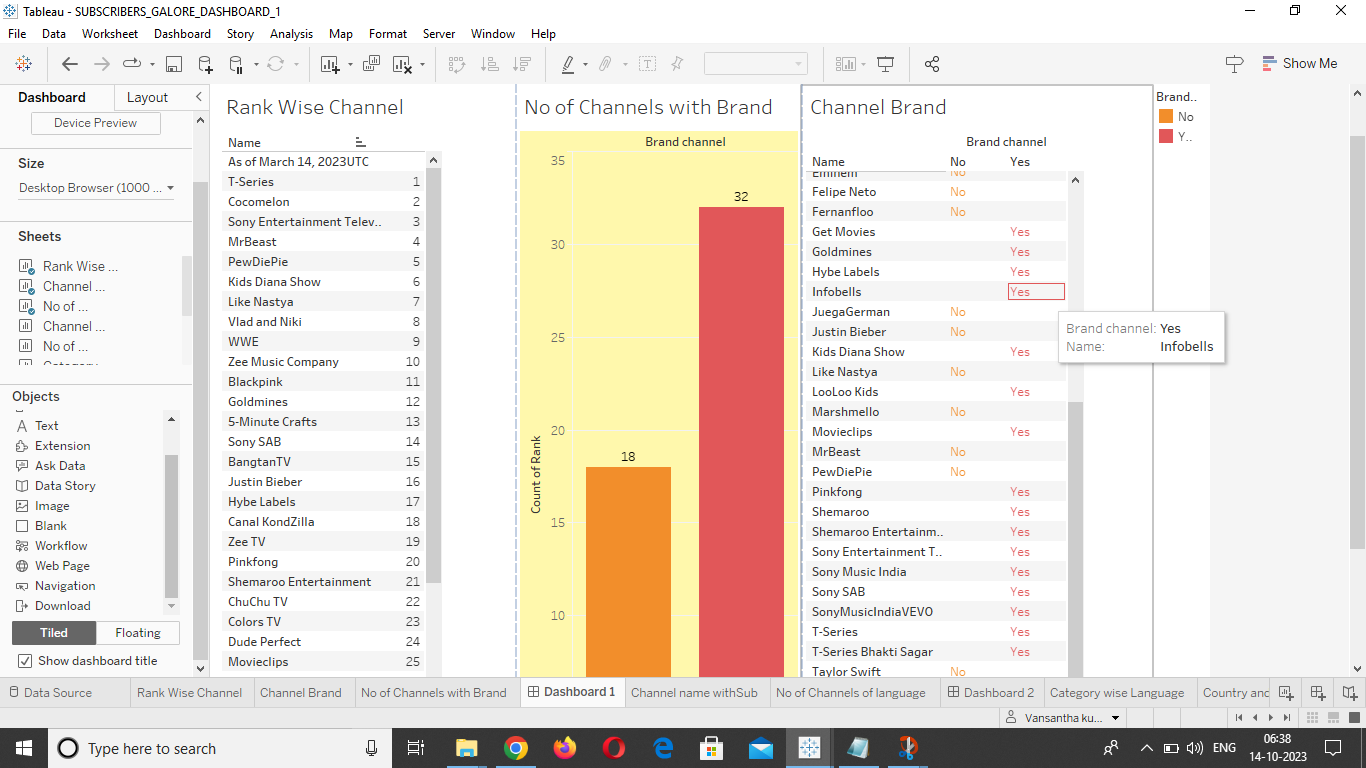 Tableau - SUBSCRIBERS_GALORE_DASHBOARD_1
File Data Worksheet Dashboard Story Analysis Map Format Server Window Help
Show Me
Dashboard Layout
Device Preview
Size
Desktop Browser (1000 ...
Sheets
Rank Wise ...
Channel ...
No of ...
Channel ...
No of ...
Category
Objects
Text
Extension
Ask Data
Data Story
Image
Blank
Workflow
Web Page
Navigation
Download
Tiled Floating
Show dashboard title
Rank Wise Channel
Name
As of March 14, 2023UTC
T-Series 1
Cocomelon 2
Sony Entertainment Telev.. 3
MrBeast 4
PewDiePie 5
Kids Diana Show 6
Like Nastya 7
Vlad and Niki 8
WWE 9
Zee Music Company 10
Blackpink 11
Goldmines 12
5-Minute Crafts 13
Sony SAB 14
BangtanTV 15
Justin Bieber 16
Hybe Labels 17
Canal KondZilla 18
Zee TV 19
Pinkfong 20
Shemaroo Entertainment 21
ChuChu TV 22
Colors TV 23
Dude Perfect 24
Movieclips 25
No of Channels with Brand
Brand channel
35
30
25
20
15
10
Count of Rank
18
32
Channel Brand
Brand channel
Name No Yes
Eminem No
Felipe Neto No
Fernanfloo No
Get Movies Yes
Goldmines Yes
Hybe Labels Yes
Infobells Yes
JuegaGerman No
Justin Bieber No
Kids Diana Show Yes
Like Nastya No
LooLoo Kids Yes
Marshmello No
Movieclips Yes
MrBeast No
PewDiePie No
Pinkfong Yes
Shemaroo Yes
Shemaroo Entertainm.. Yes
Sony Entertainment T.. Yes
Sony Music India Yes
Sony SAB Yes
SonyMusicIndiaVEVO Yes
T-Series Yes
T-Series Bhakti Sagar Yes
Taylor Swift No
Brand channel: Yes
Name: Infobells
Brand..
No
Y..
Data Source Rank Wise Channel Channel Brand No of Channels with Brand Dashboard 1 Channel name withSub No of Channels of language Dashboard 2 Category wise Language Country and
Vansantha ku...
Type here to search
ENG
06:38
14-10-2023